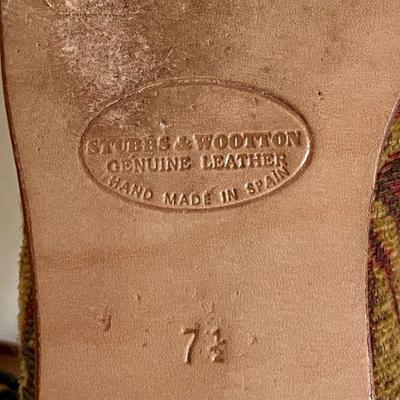 STUBBS & WOOTTON
GENUINE LEATHER
HAND MADE IN SPAIN
7½